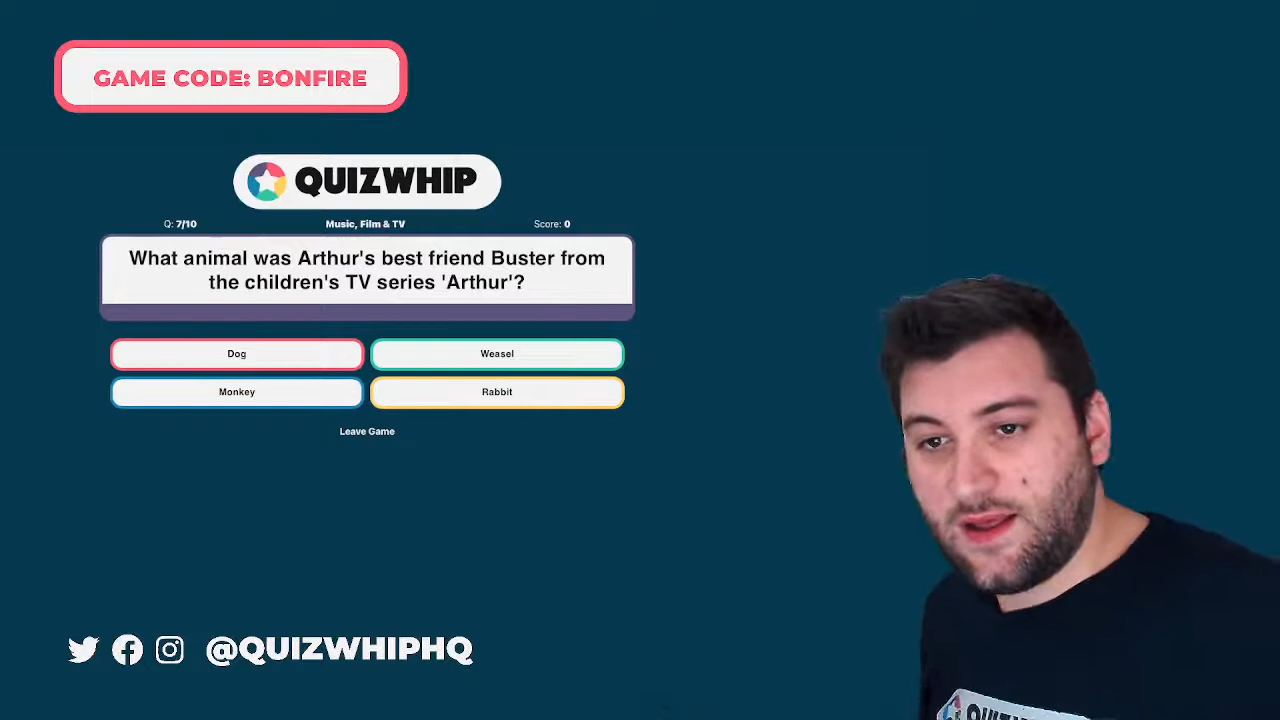 GAME CODE: BONFIRE
QUIZWHIP
Q: 7/10 Music, Film & TV Score: 0
What animal was Arthur's best friend Buster from
the children's TV series 'Arthur'?
Dog Weasel
Monkey Rabbit
Leave Game
@QUIZWHIPHQ